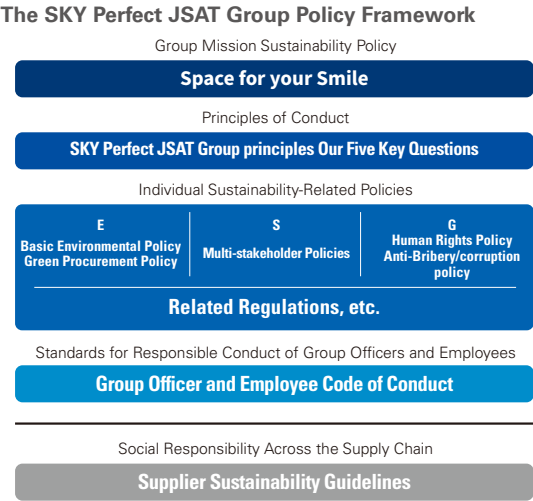 The SKY Perfect JSAT Group Policy Framework
Group Mission Sustainability Policy
Space for your Smile
Principles of Conduct
SKY Perfect JSAT Group principles Our Five Key Questions
Individual Sustainability-Related Policies
E
Basic Environmental Policy
Green Procurement Policy
S
Multi-stakeholder Policies
G
Human Rights Policy
Anti-Bribery/corruption
policy
Related Regulations, etc.
Standards for Responsible Conduct of Group Officers and Employees
Group Officer and Employee Code of Conduct
Social Responsibility Across the Supply Chain
Supplier Sustainability Guidelines